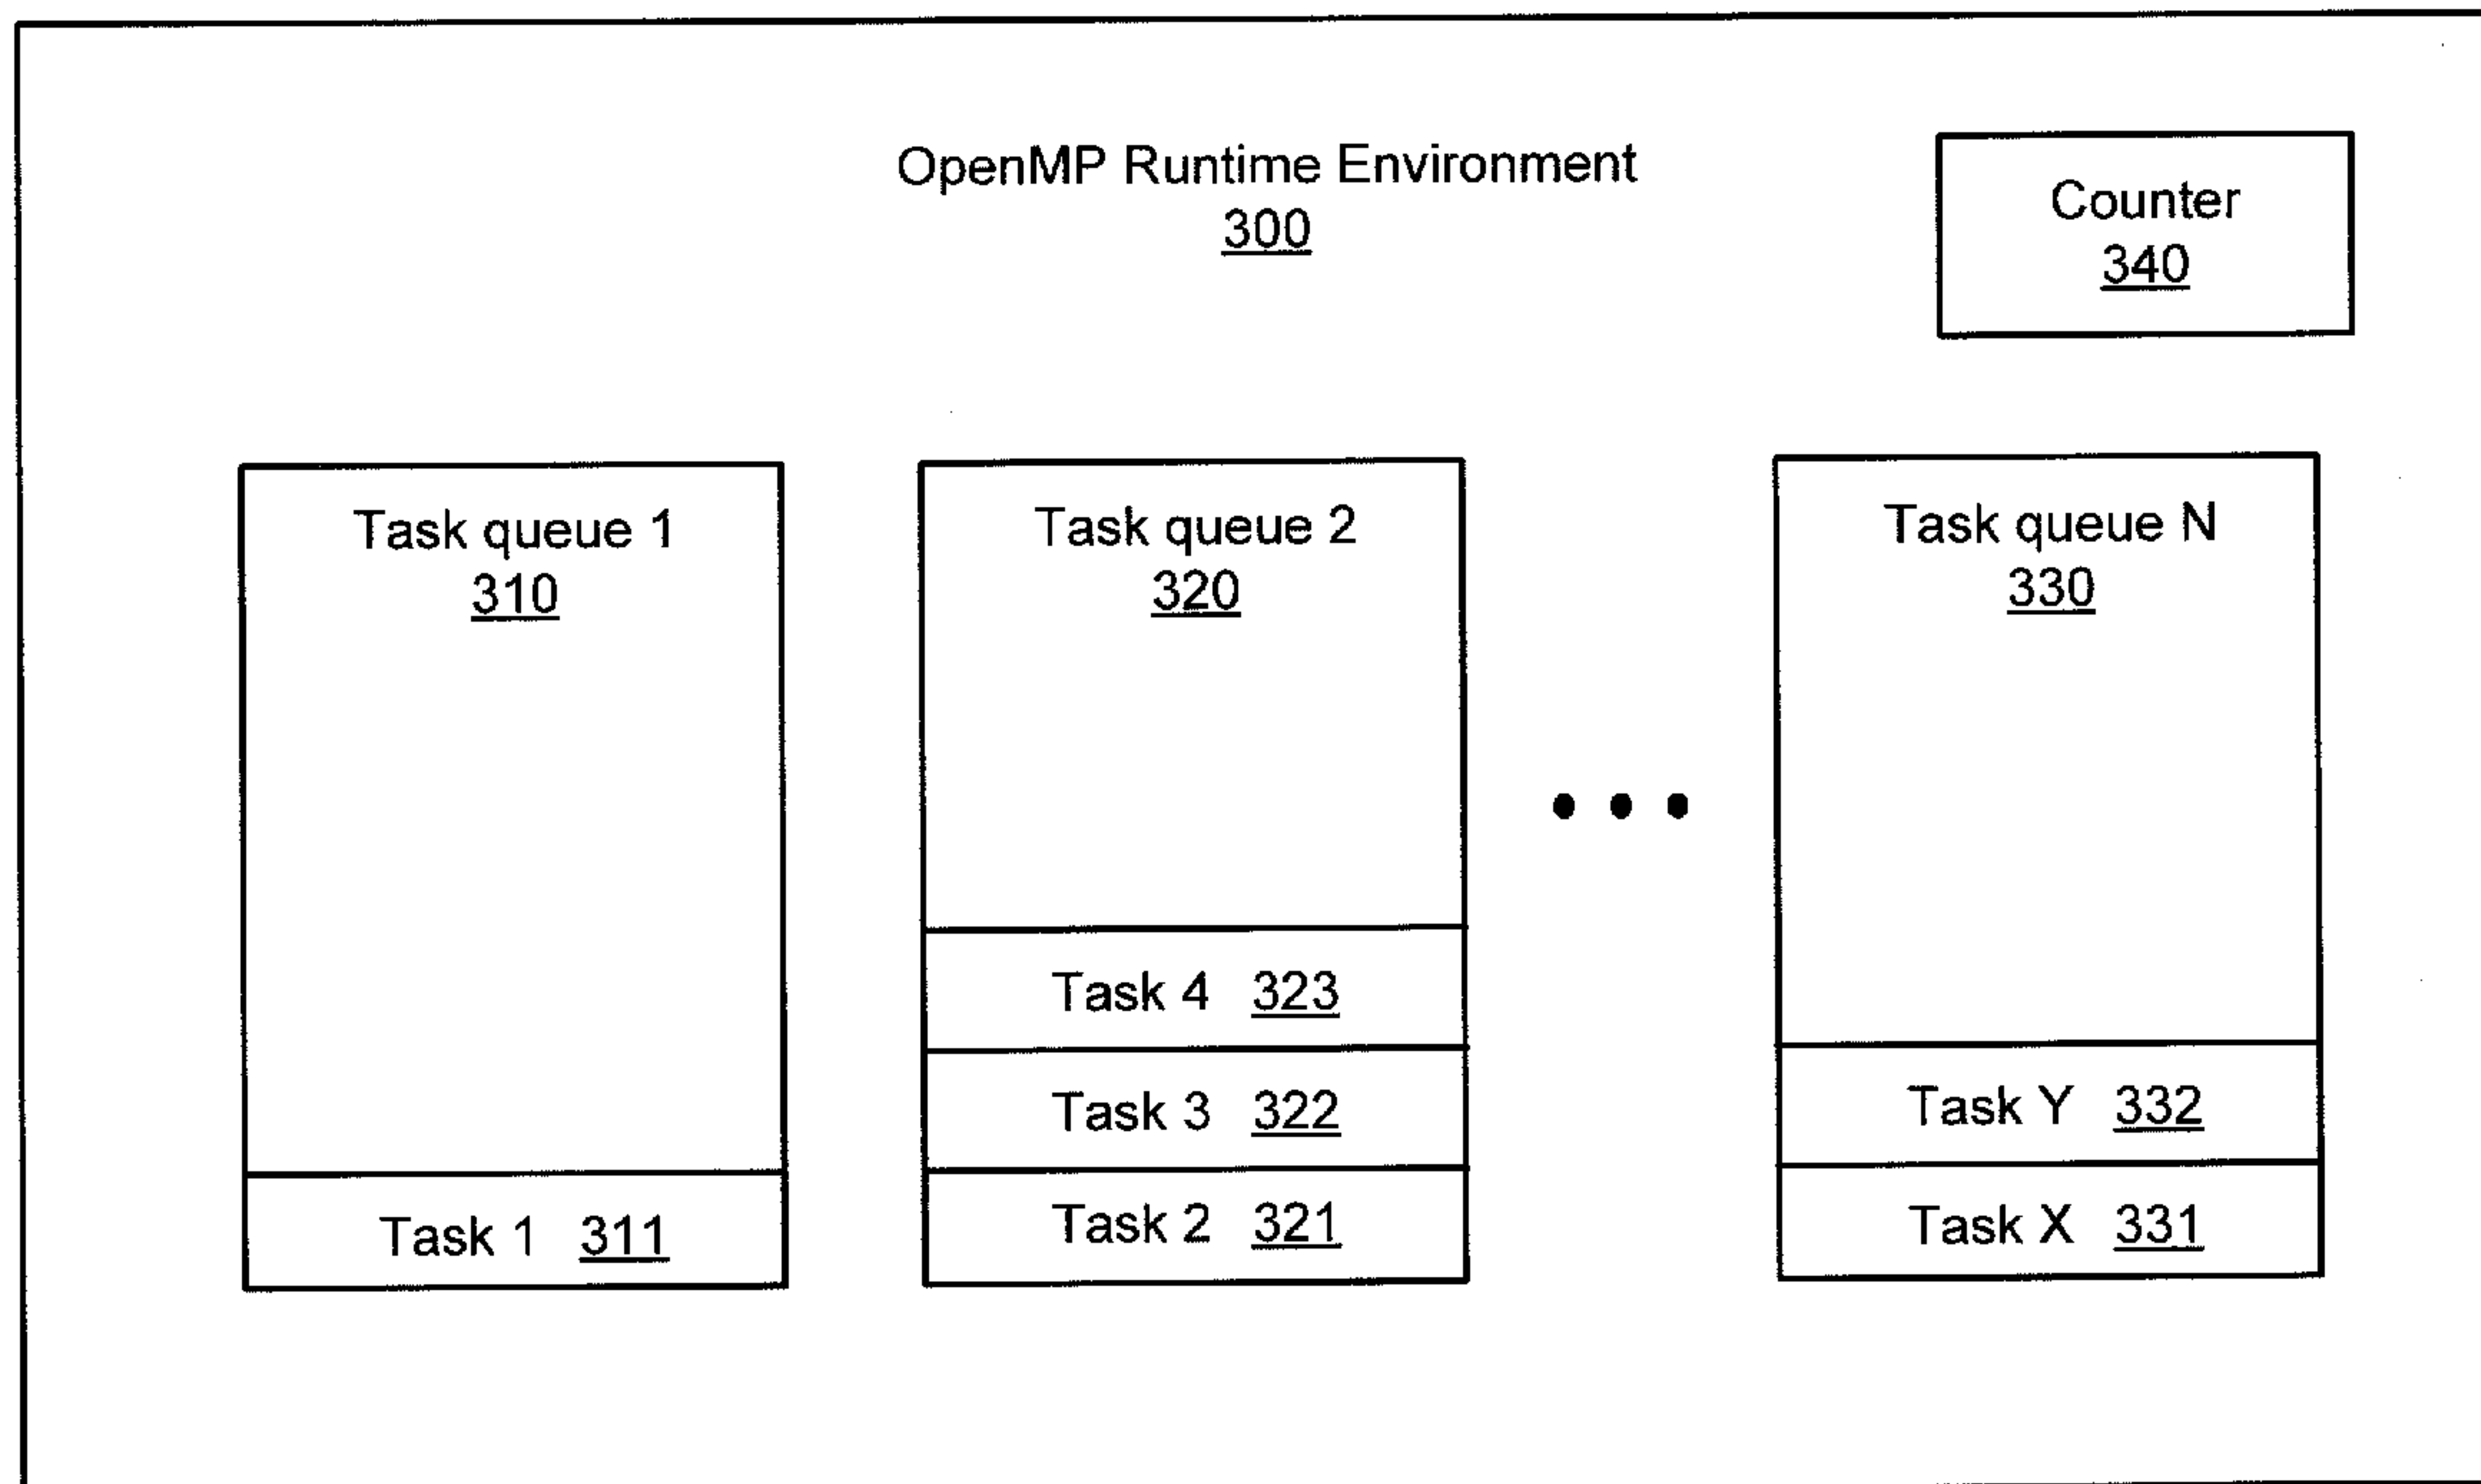 OpenMP Runtime Environment
300
Counter
340
Task queue 1
310
Task 1 311
Task queue 2
320
Task 4 323
Task 3 322
Task 2 321
Task queue N
330
Task Y 332
Task X 331